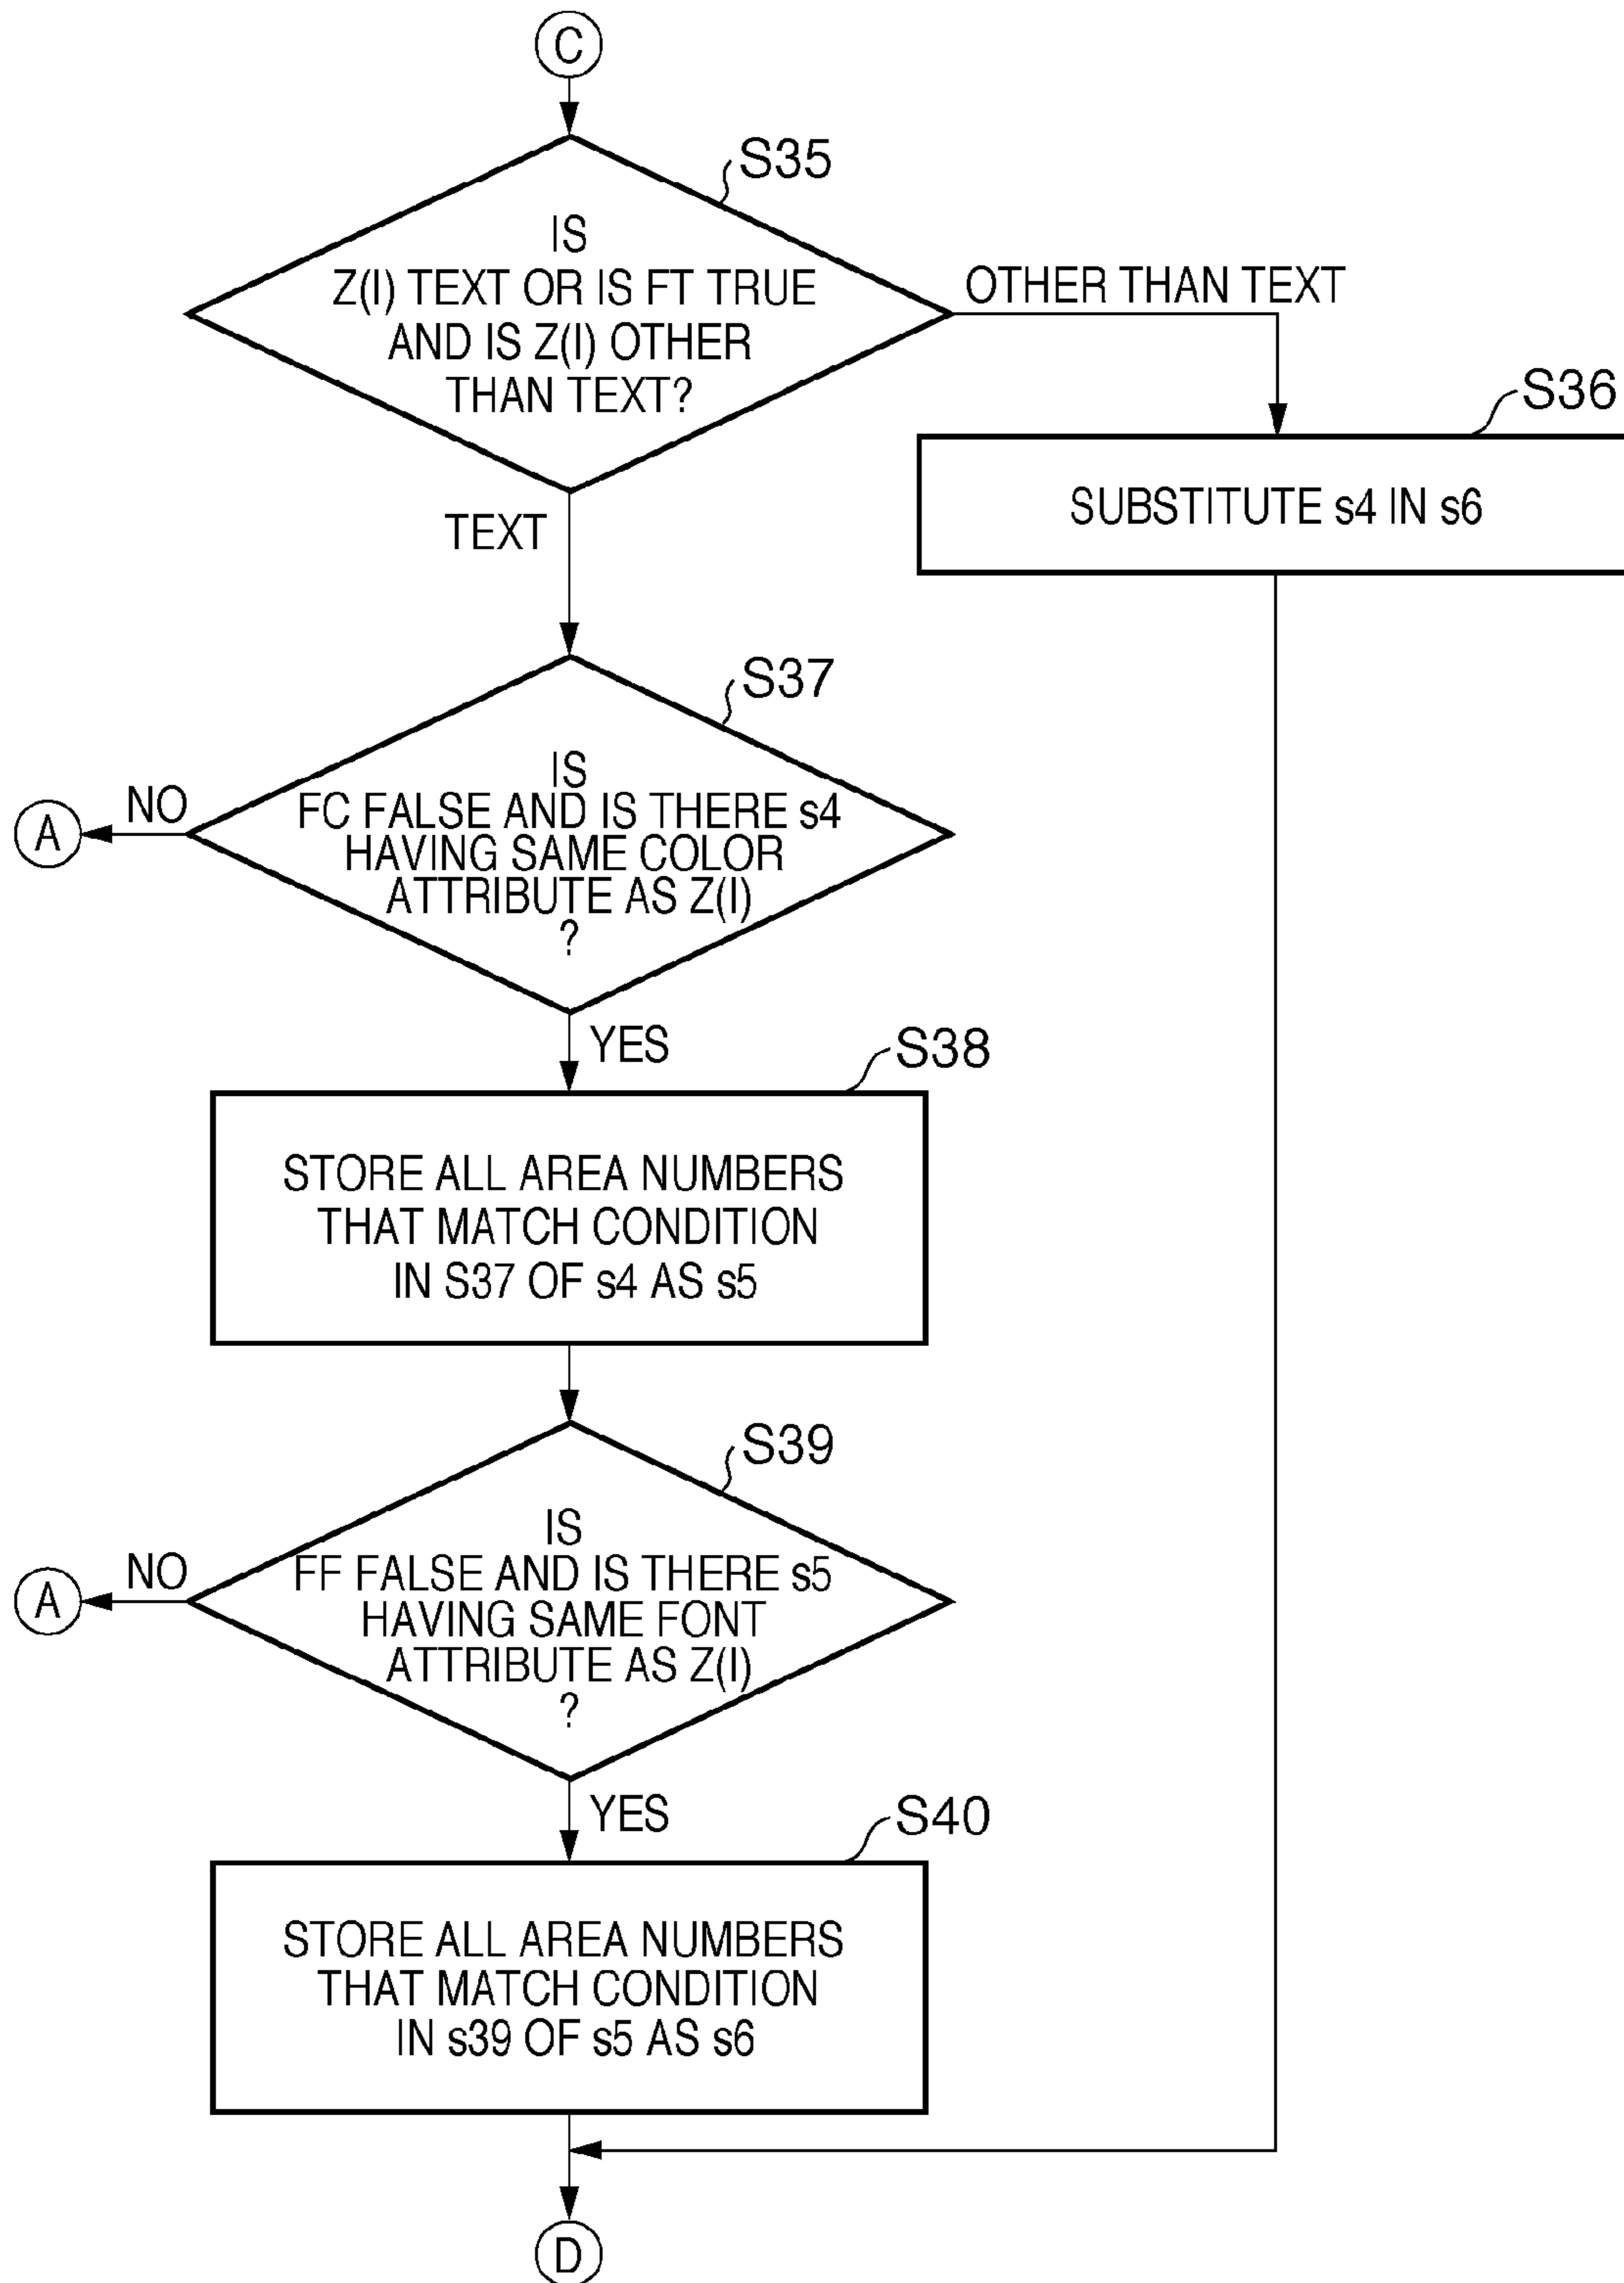 C
S35
IS
Z(I) TEXT OR IS FT TRUE
AND IS Z(I) OTHER
THAN TEXT?
OTHER THAN TEXT
S36
SUBSTITUTE s4 IN s6
TEXT
S37
IS
FC FALSE AND IS THERE s4
HAVING SAME COLOR
ATTRIBUTE AS Z(I)
?
NO
A
YES
S38
STORE ALL AREA NUMBERS
THAT MATCH CONDITION
IN S37 OF s4 AS s5
S39
IS
FF FALSE AND IS THERE s5
HAVING SAME FONT
ATTRIBUTE AS Z(I)
?
NO
A
YES
S40
STORE ALL AREA NUMBERS
THAT MATCH CONDITION
IN s39 OF s5 AS s6
D